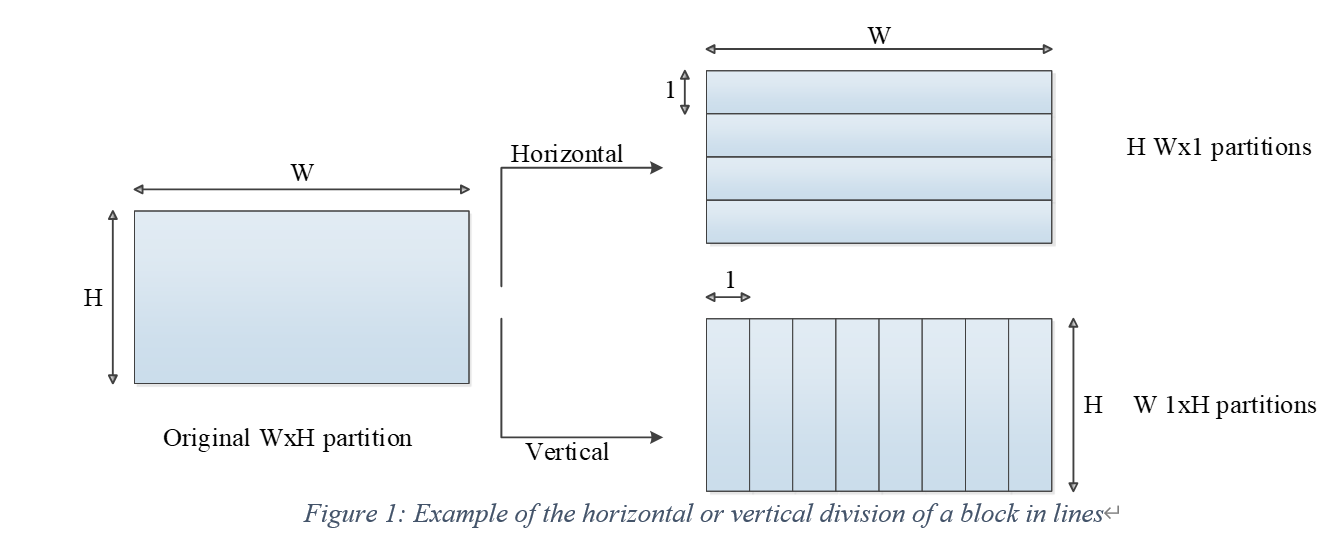 W
1
H Wx1 partitions
Horizontal
W
H
1
H
W 1xH partitions
Original WxH partition
Vertical
Figure 1: Example of the horizontal or vertical division of a block in lines↵